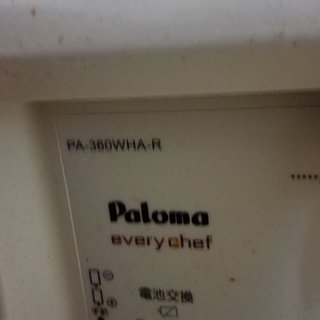 PA-360WHA-R
Paloma
every chef
電池交換